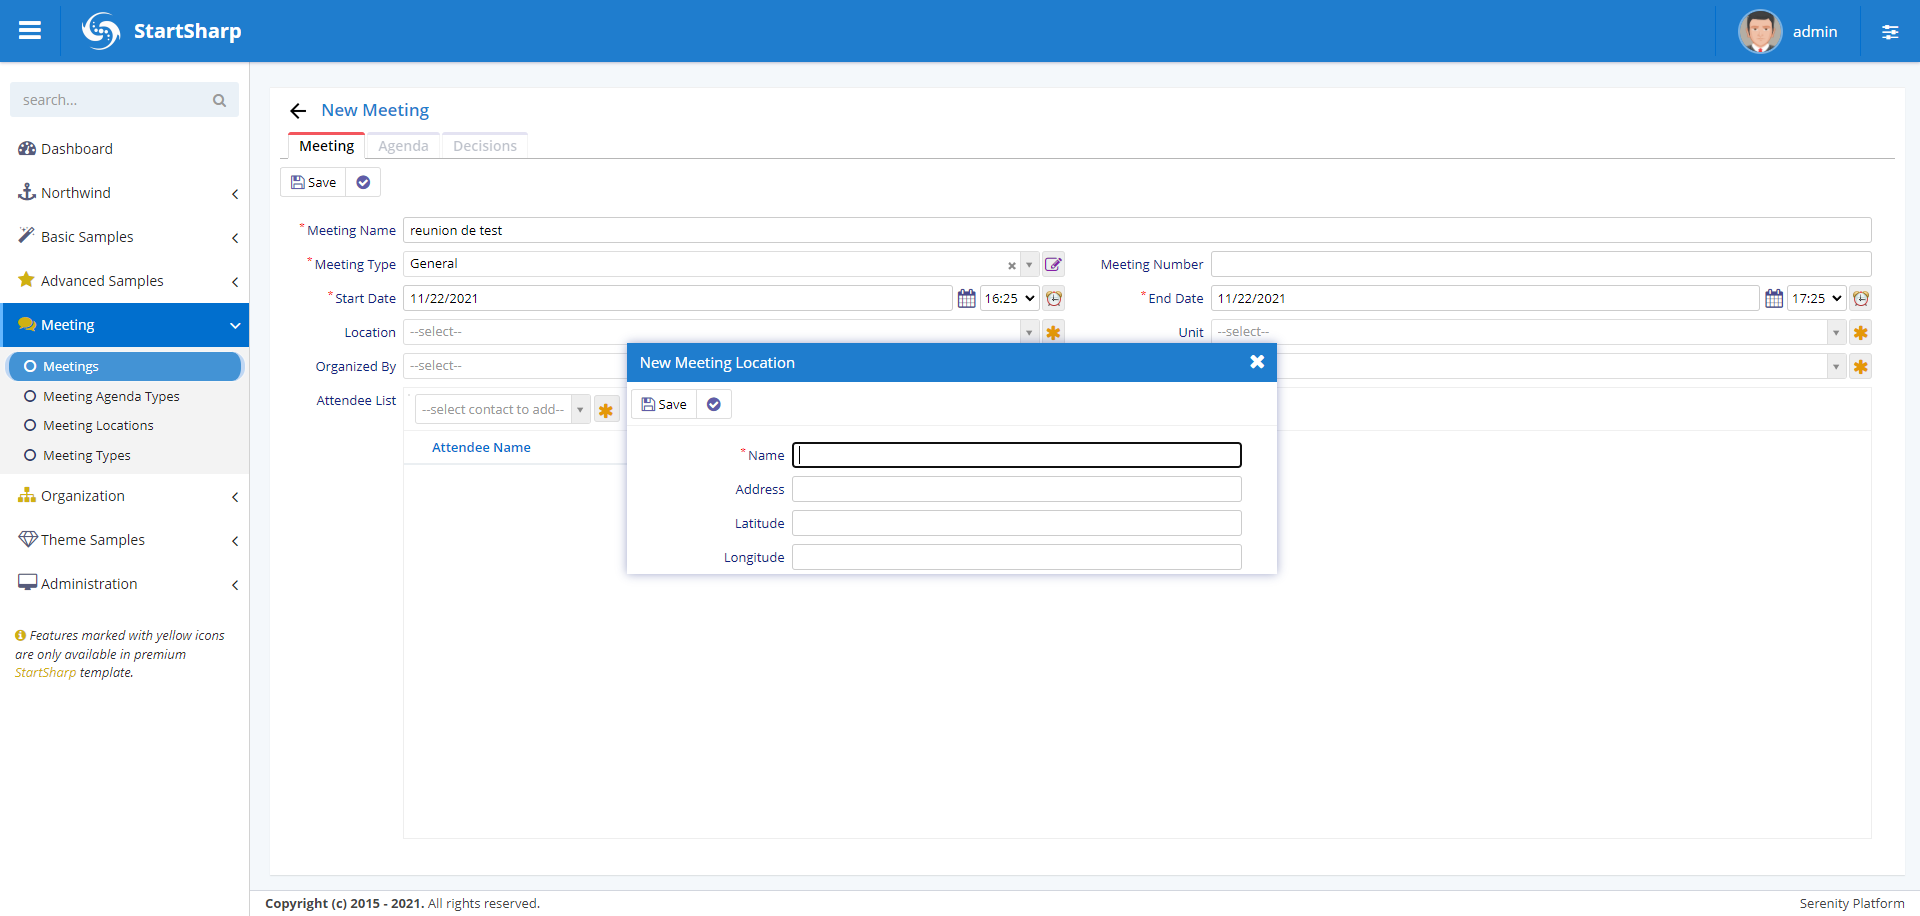 StartSharp
admin
search...
Dashboard
Northwind
Basic Samples
Advanced Samples
Meeting
Meetings
Meeting Agenda Types
Meeting Locations
Meeting Types
Organization
Theme Samples
Administration
Features marked with yellow icons
are only available in premium
StartSharp template.
New Meeting
Meeting Agenda Decisions
Save
* Meeting Name reunion de test
* Meeting Type General Meeting Number
* Start Date 11/22/2021 16:25 * End Date 11/22/2021 17:25
Location --select-- Unit --select--
Organized By --select--
Attendee List --select contact to add--
Attendee Name
New Meeting Location
Save
* Name
Address
Latitude
Longitude
Copyright (c) 2015 - 2021. All rights reserved. Serenity Platform